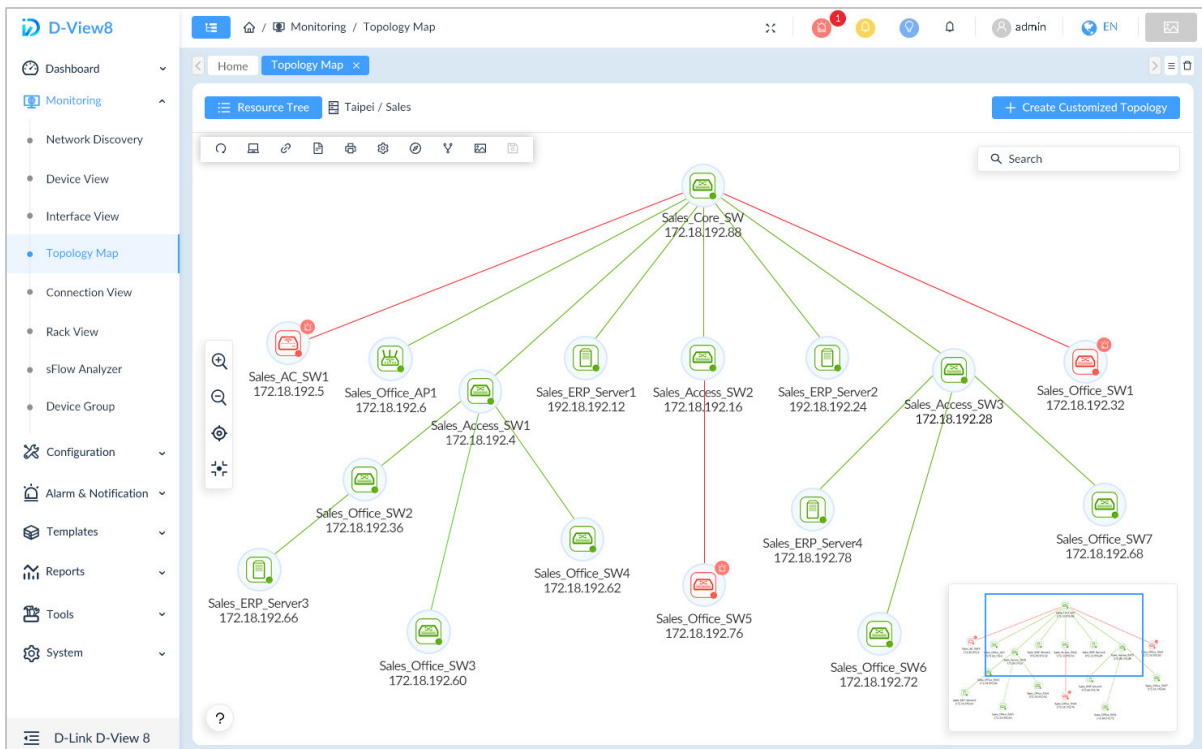 D-View8
Monitoring / Topology Map
1
admin
EN
Dashboard
Monitoring
Network Discovery
Device View
Interface View
Topology Map
Connection View
Rack View
sFlow Analyzer
Device Group
Configuration
Alarm & Notification
Templates
Reports
Tools
System
D-Link D-View 8
Home
Topology Map ×
Resource Tree
Taipei / Sales
+ Create Customized Topology
Search
Sales_Core_SW
172.18.192.88
Sales_AC_SW1
172.18.192.5
Sales_Office_AP1
172.18.192.6
Sales_Access_SW1
172.18.192.4
Sales_ERP_Server1
192.18.192.12
Sales_Access_SW2
172.18.192.16
Sales_ERP_Server2
192.18.192.24
Sales_Access_SW3
172.18.192.28
Sales_Office_SW1
172.18.192.32
Sales_Office_SW2
172.18.192.36
Sales_ERP_Server3
172.18.192.66
Sales_Office_SW3
172.18.192.60
Sales_Office_SW4
172.18.192.62
Sales_Office_SW5
172.18.192.76
Sales_ERP_Server4
172.18.192.78
Sales_Office_SW6
172.18.192.72
Sales_Office_SW7
172.18.192.68
?